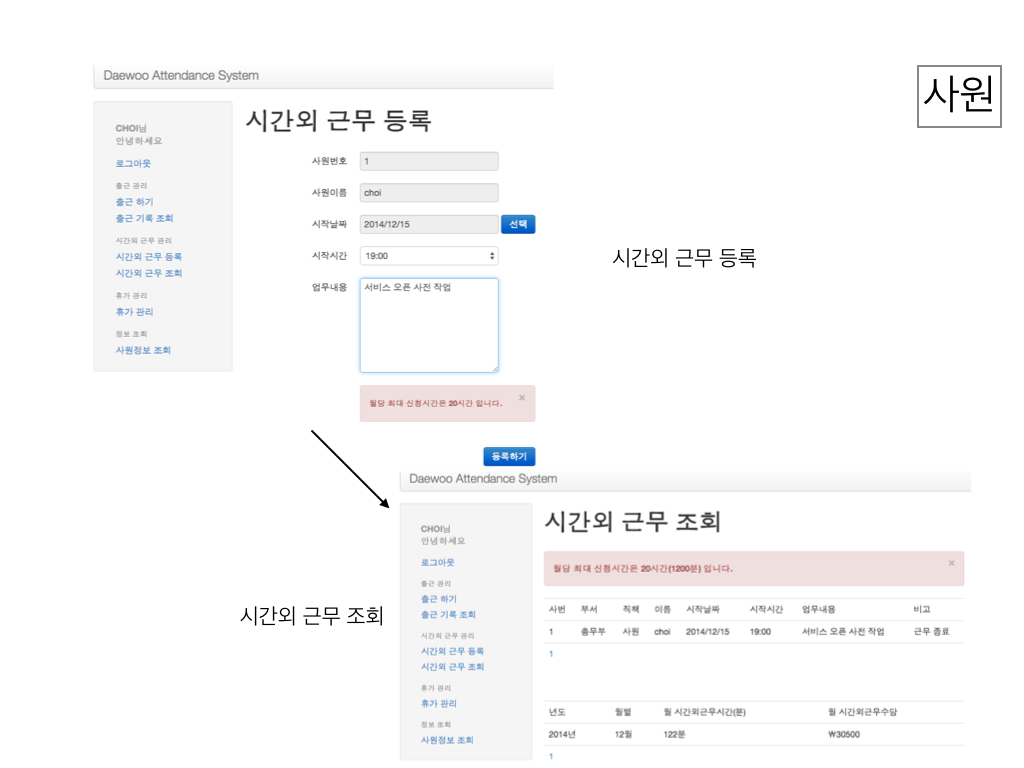 사원
Daewoo Attendance System
CHOI님
안녕하세요
로그아웃
출근 관리
출근 하기
출근 기록 조회
시간외 근무 관리
시간외 근무 등록
시간외 근무 조회
휴가 관리
휴가 관리
정보 조회
사원정보 조회
시간외 근무 등록
사원번호 1
사원이름 choi
시작날짜 2014/12/15 선택
시작시간 19:00
업무내용 서비스 오픈 사전 작업
월당 최대 신청시간은 20시간 입니다. ×
등록하기
시간외 근무 등록
시간외 근무 조회
Daewoo Attendance System
CHOI님
안녕하세요
로그아웃
출근 관리
출근 하기
출근 기록 조회
시간외 근무 관리
시간외 근무 등록
시간외 근무 조회
휴가 관리
휴가 관리
정보 조회
사원정보 조회
시간외 근무 조회
월당 최대 신청시간은 20시간(1200분) 입니다. ×
사번 부서 직책 이름 시작날짜 시작시간 업무내용 비고
1 총무부 사원 choi 2014/12/15 19:00 서비스 오픈 사전 작업 근무 종료
1
년도 월별 월 시간외근무시간(분) 월 시간외근무수당
2014년 12월 122분 ₩30500
1